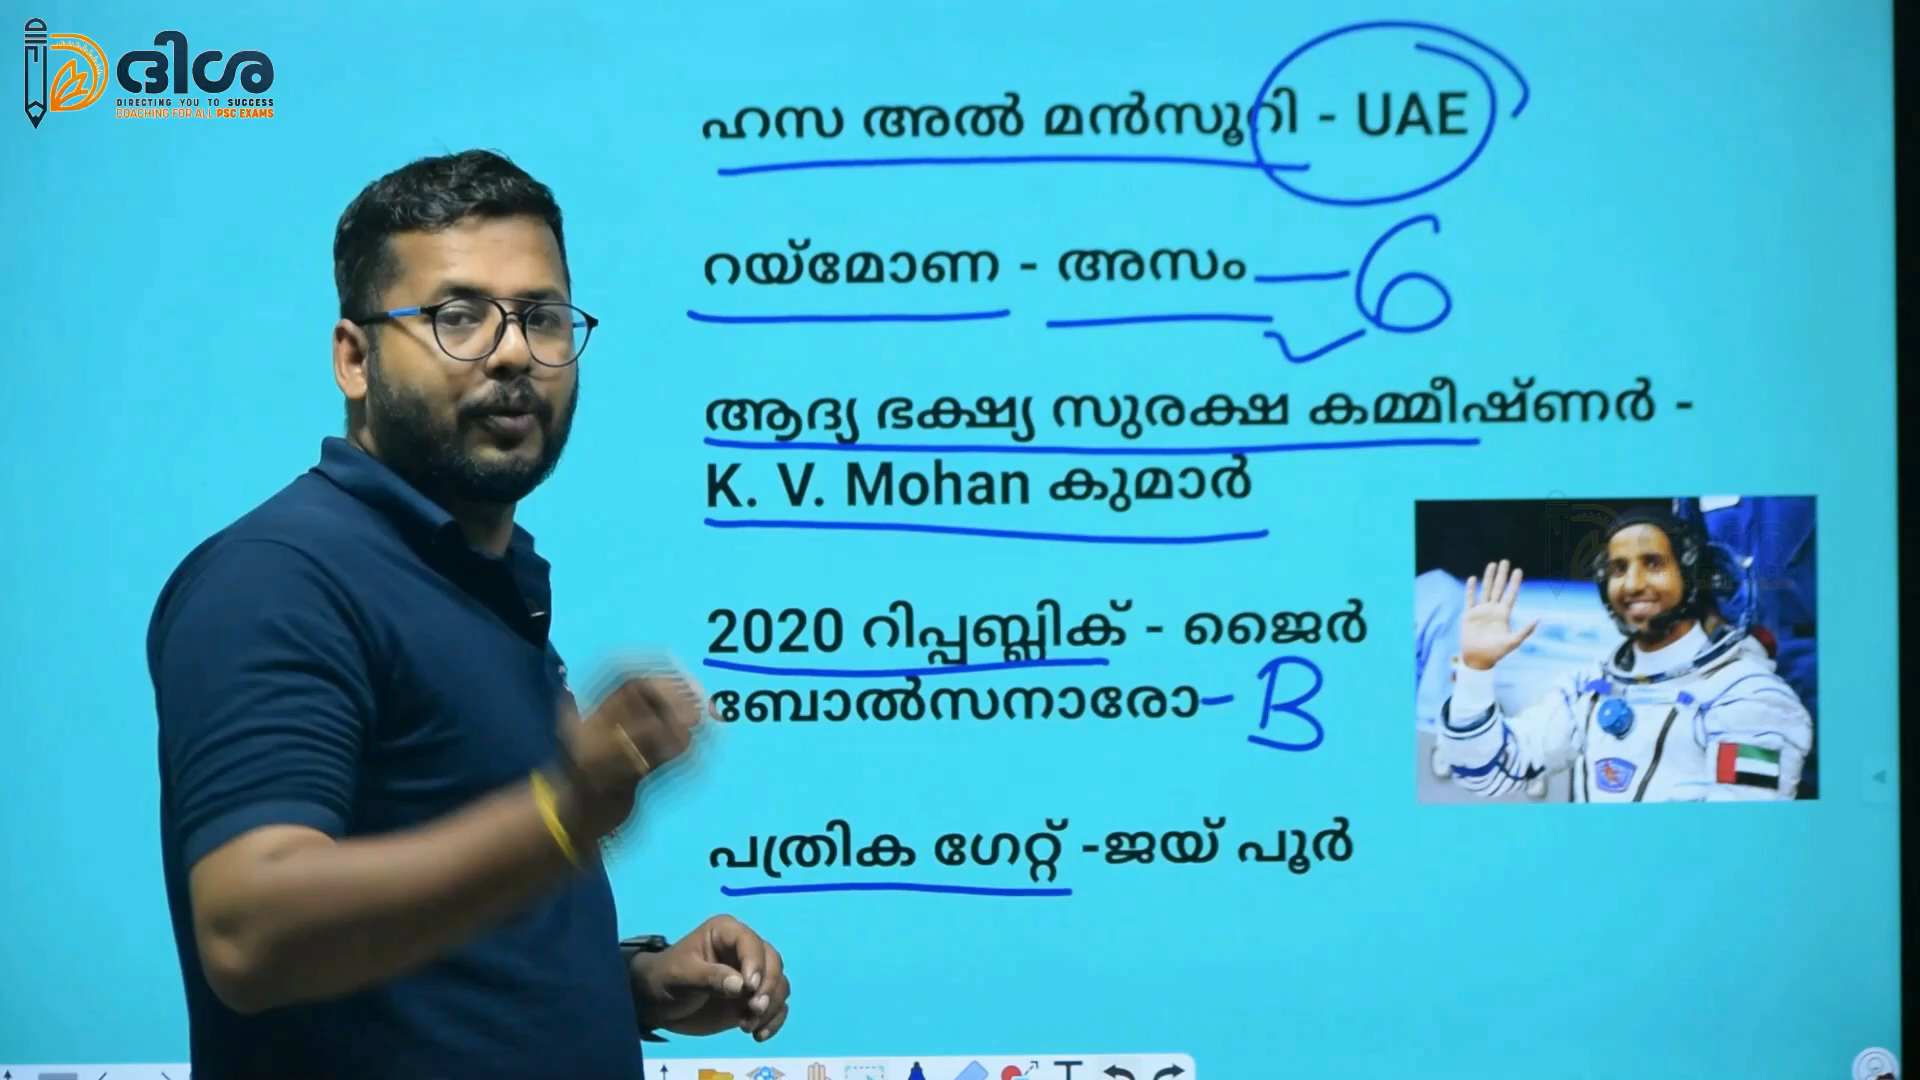 ദിശ
DIRECTING YOU TO SUCCESS
COACHING FOR ALL PSC EXAMS
ഹസ അൽ മൻസൂറി - UAE
റയ്മോണ - അസം - 6
ആദ്യ ഭക്ഷ്യ സുരക്ഷ കമ്മീഷ്ണർ -
K. V. Mohan കുമാർ
2020 റിപ്പബ്ലിക് - ജൈർ
ബോൽസനാരോ - B
പത്രിക ഗേറ്റ് -ജയ് പൂർ